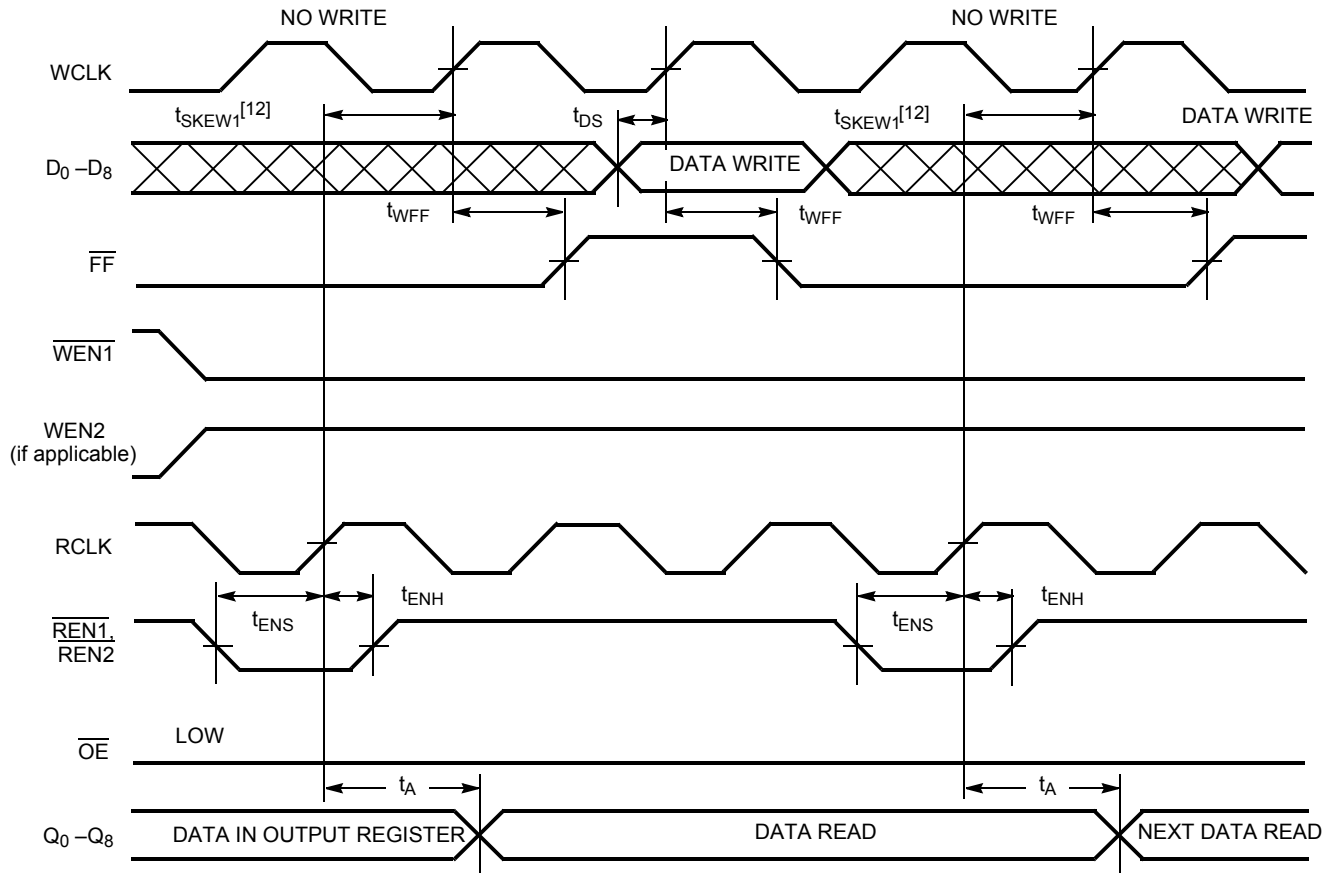 NO WRITE NO WRITE
WCLK
tSKEW1[12] tDS tSKEW1[12] DATA WRITE
D0 –D8 DATA WRITE
tWFF tWFF tWFF
FF
WEN1
WEN2
(if applicable)
RCLK
tENH tENH
tENS tENS
REN1,
REN2
LOW
OE
tA tA
Q0 –Q8 DATA IN OUTPUT REGISTER DATA READ NEXT DATA READ